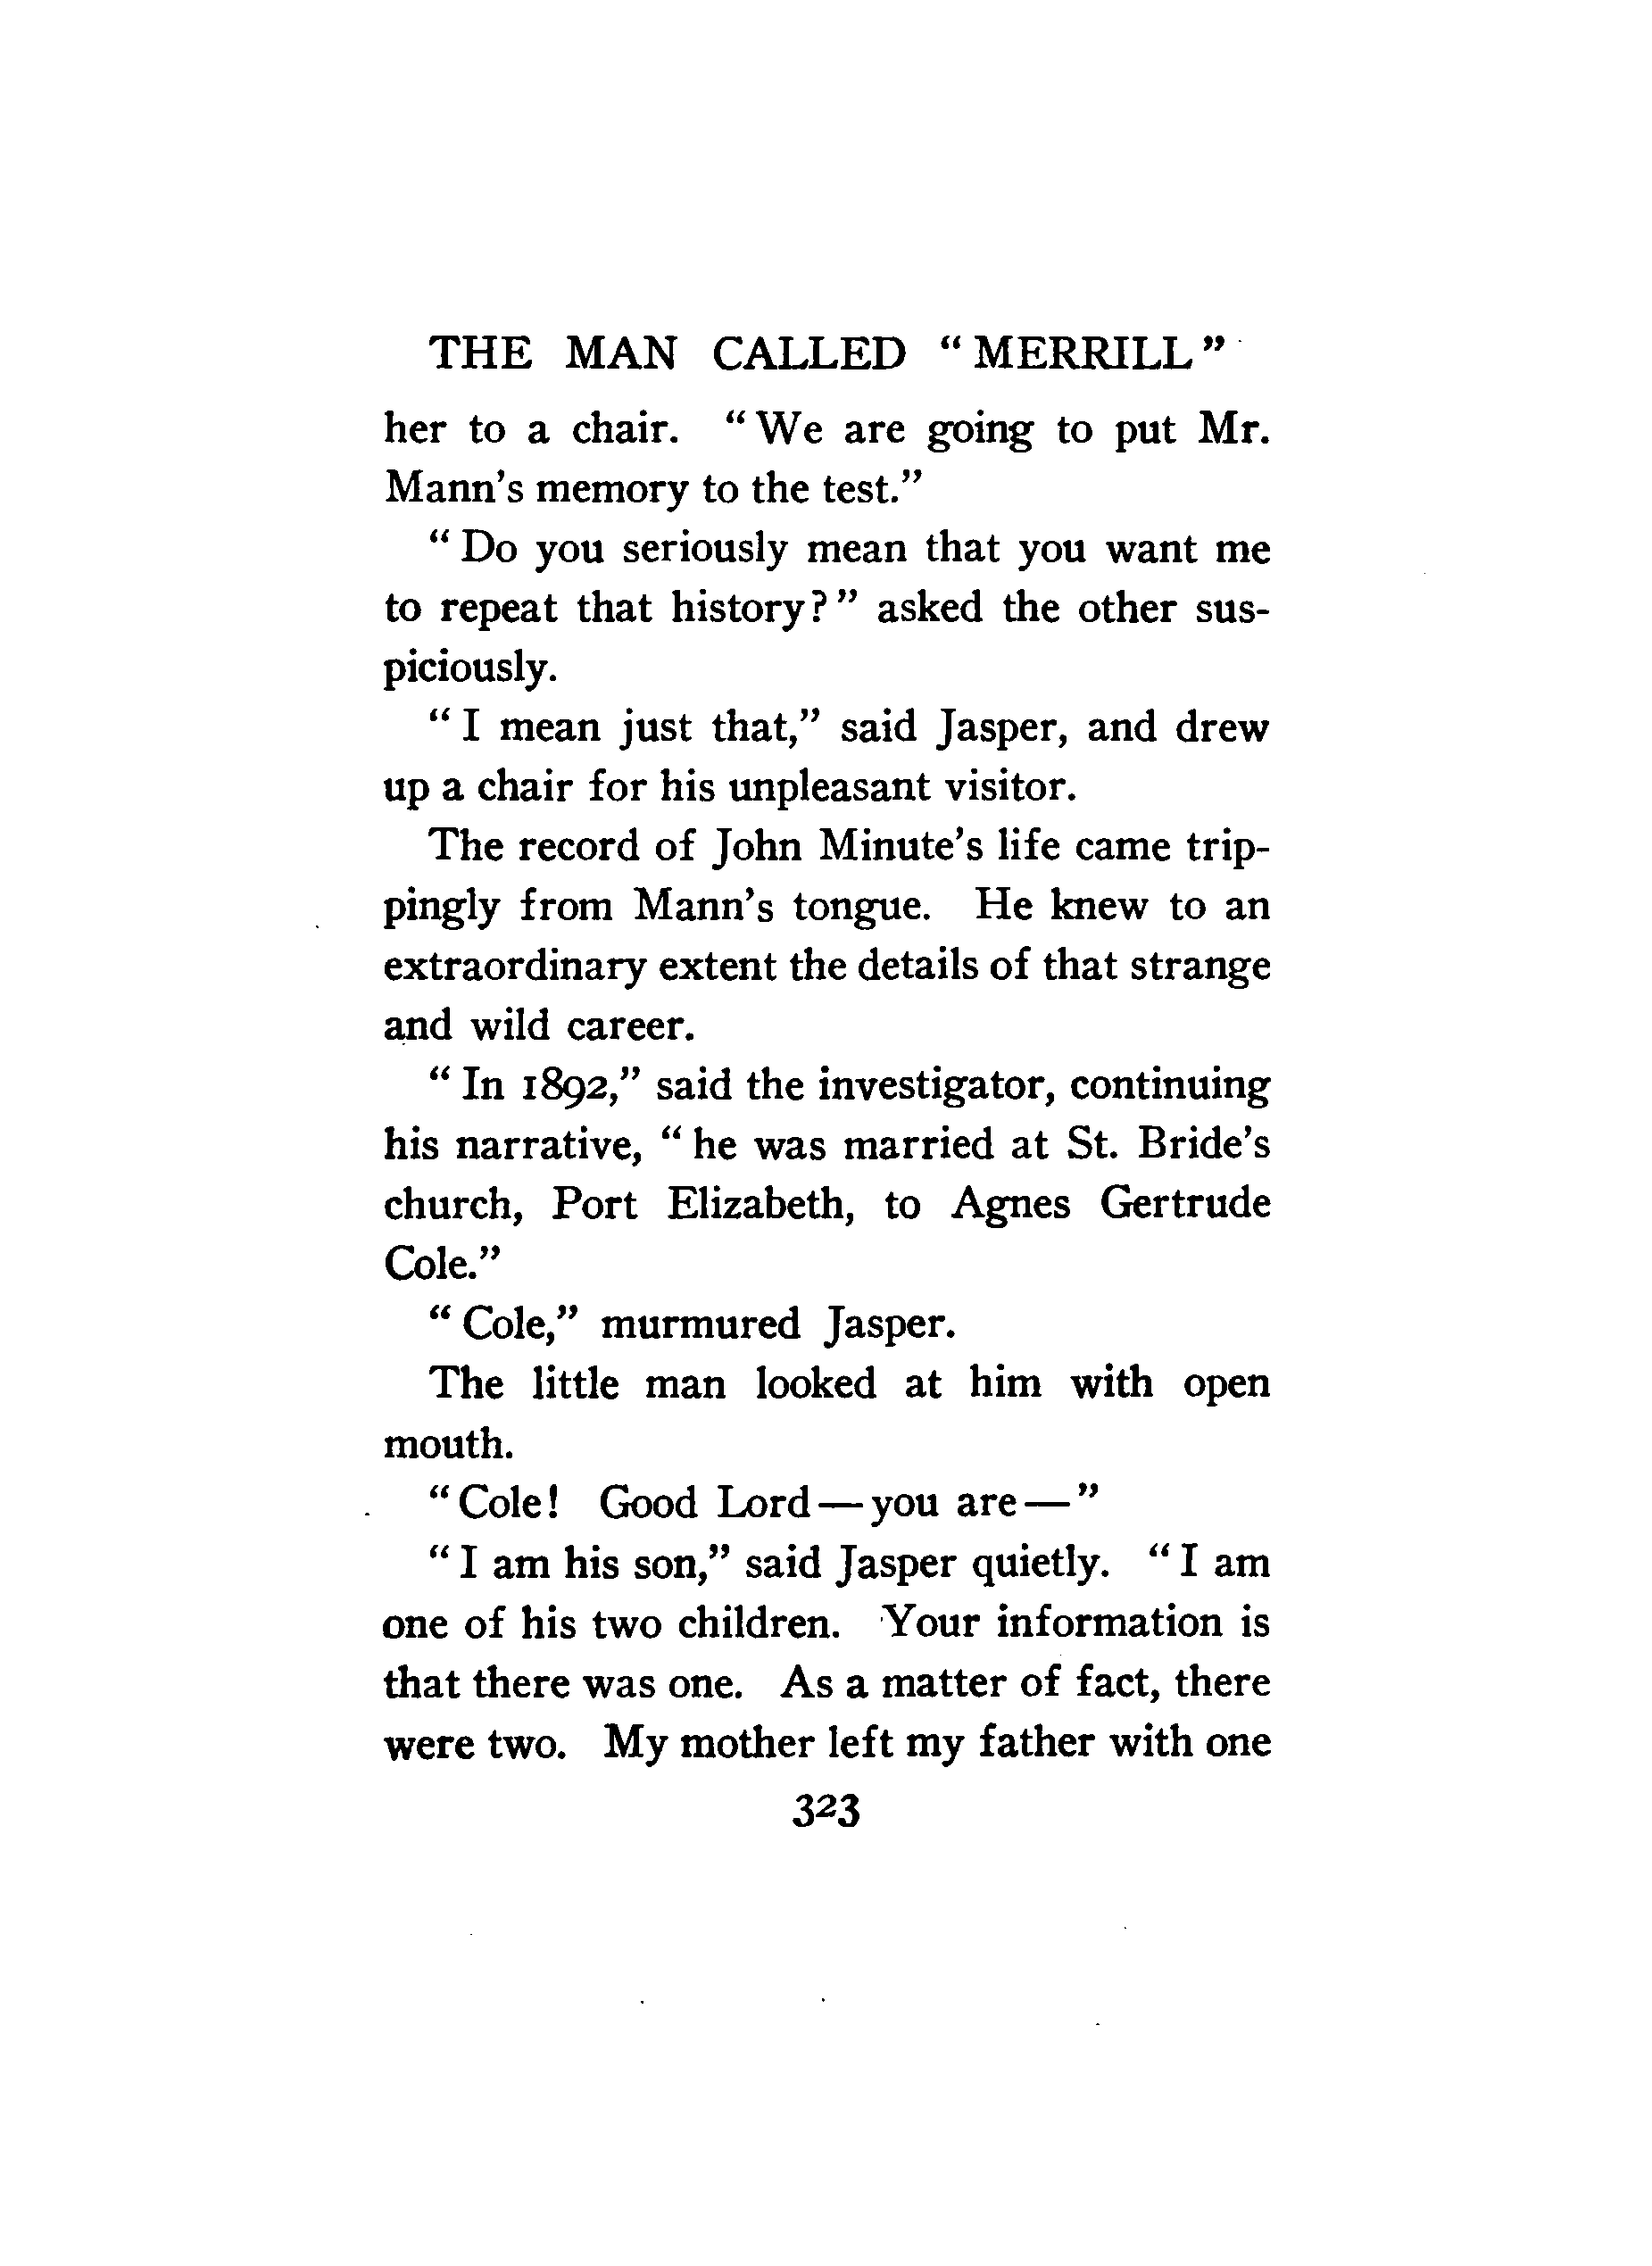 THE MAN CALLED “MERRILL”
her to a chair. “We are going to put Mr.
Mann's memory to the test.”
“Do you seriously mean that you want me
to repeat that history?” asked the other sus-
piciously.
“I mean just that,” said Jasper, and drew
up a chair for his unpleasant visitor.
The record of John Minute's life came trip-
pingly from Mann's tongue. He knew to an
extraordinary extent the details of that strange
and wild career.
“In 1892,” said the investigator, continuing
his narrative, “he was married at St. Bride's
church, Port Elizabeth, to Agnes Gertrude
Cole.”
“Cole,” murmured Jasper.
The little man looked at him with open
mouth.
“Cole! Good Lord—you are—”
“I am his son,” said Jasper quietly. “I am
one of his two children. Your information is
that there was one. As a matter of fact, there
were two. My mother left my father with one
323